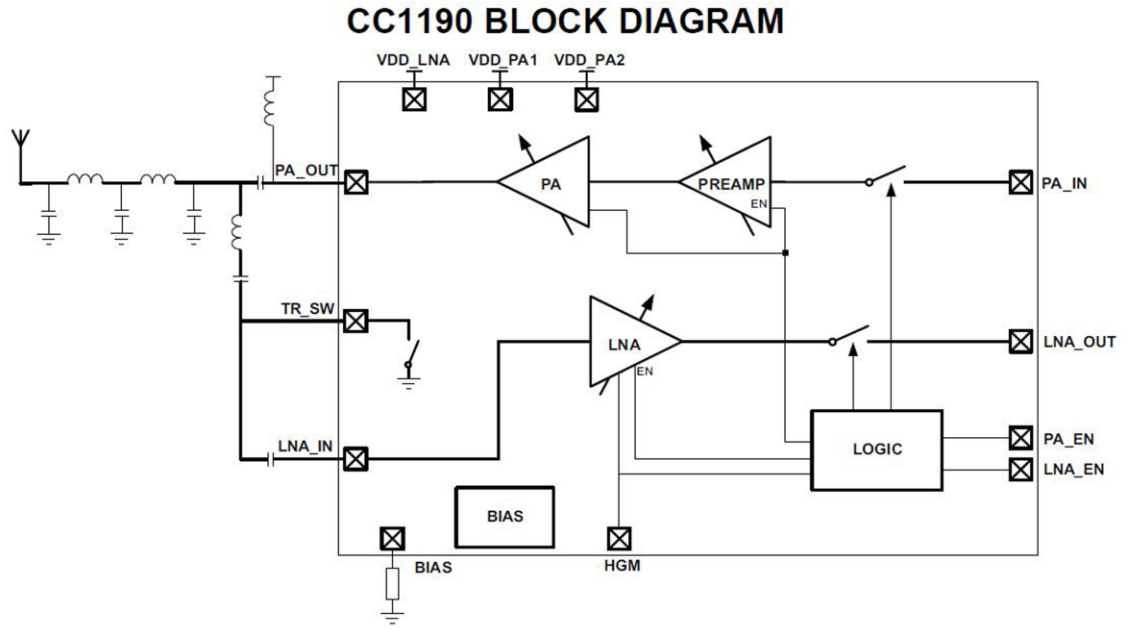 CC1190 BLOCK DIAGRAM
VDD_LNA VDD_PA1 VDD_PA2
PA_OUT
PA
PREAMP
EN
PA_IN
TR_SW
LNA
EN
LNA_OUT
LNA_IN
LOGIC
PA_EN
LNA_EN
BIAS
BIAS
HGM